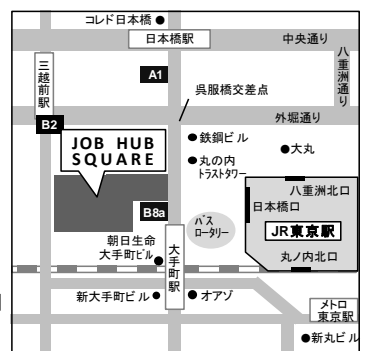 コレド日本橋
日本橋駅
中央通り
八重洲通り
三越前駅
A1
呉服橋交差点
外堀通り
B2
JOB HUB
SQUARE
鉄鋼ビル
大丸
丸の内
トラストタワー
八重洲北口
日本橋口
B8a
バス
ロータリー
JR東京駅
朝日生命
大手町ビル
大手町駅
丸ノ内北口
新大手町ビル
オアゾ
メトロ
東京駅
新丸ビル